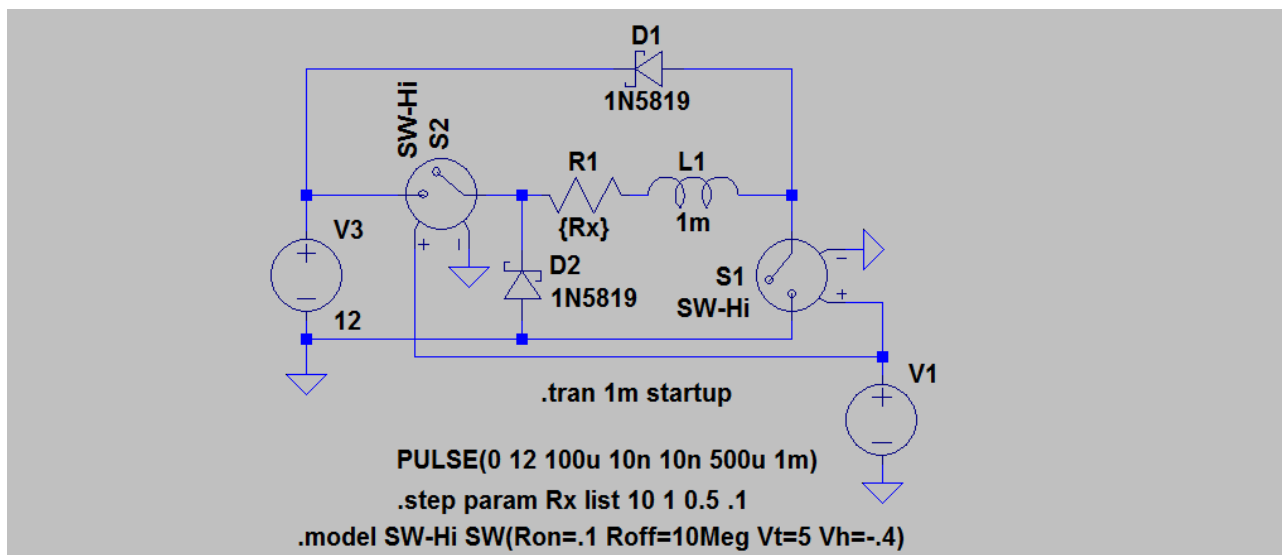 D1
1N5819
SW-Hi
S2
R1
L1
{Rx}
1m
V3
+ -
+
-
D2
1N5819
S1
SW-Hi
-
+
12
V1
+
-
.tran 1m startup
PULSE(0 12 100u 10n 10n 500u 1m)
.step param Rx list 10 1 0.5 .1
.model SW-Hi SW(Ron=.1 Roff=10Meg Vt=5 Vh=-.4)